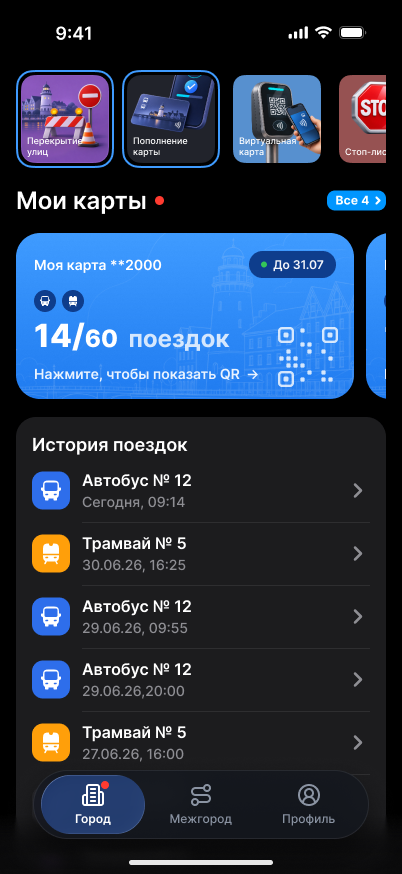 9:41
Перекрытие
улиц
Пополнение
карты
Виртуальная
карта
STO
Стоп-лис
Мои карты
Все 4
Моя карта **2000
До 31.07
14/60 поездок
Нажмите, чтобы показать QR →
История поездок
Автобус № 12
Сегодня, 09:14
Трамвай № 5
30.06.26, 16:25
Автобус № 12
29.06.26, 09:55
Автобус № 12
29.06.26,20:00
Трамвай № 5
27.06.26, 16:00
Город
Межгород
Профиль